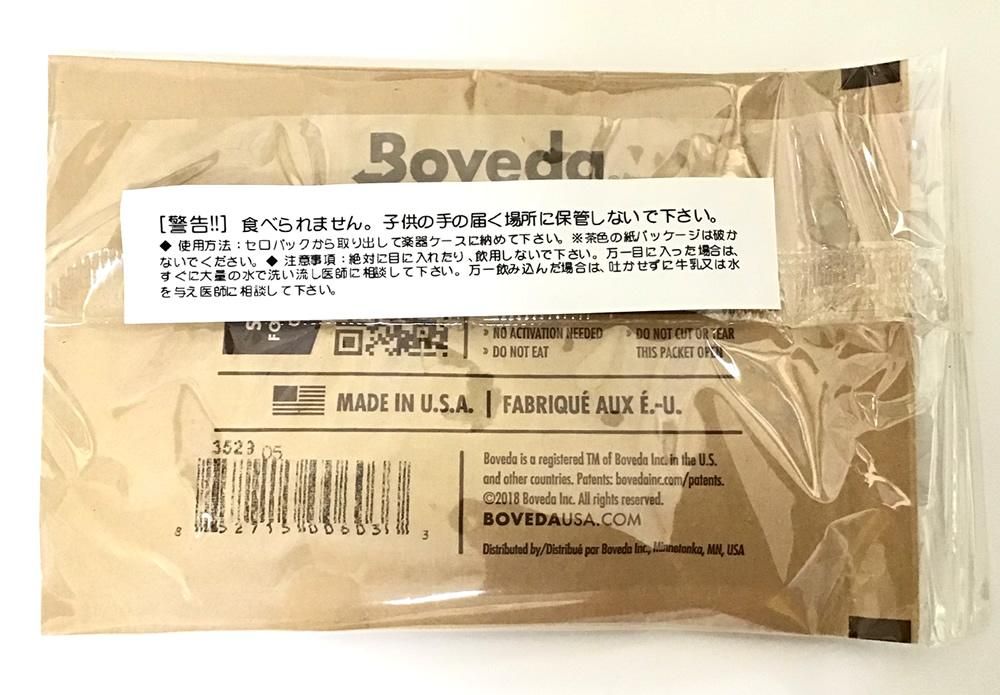 Boveda
[警告!!] 食べられません。子供の手の届く場所に保管しないで下さい。
◆ 使用方法：セロパックから取り出して楽器ケースに納めて下さい。※茶色の紙パッケージは破か
ないでください。◆ 注意事項：絶対に目に入れたり、飲用しないで下さい。万一目に入った場合は、
すぐに大量の水で洗い流し医師に相談して下さい。万一飲み込んだ場合は、吐かせずに牛乳又は水
を与え医師に相談して下さい。
» NO ACTIVATION NEEDED
» DO NOT EAT
» DO NOT CUT OR TEAR
THIS PACKET OPEN
MADE IN U.S.A. | FABRIQUÉ AUX É.-U.
3529 05
Boveda is a registered TM of Boveda Inc. in the U.S.
and other countries. Patents: bovedainc.com/patents.
©2018 Boveda Inc. All rights reserved.
BOVEDAUSA.COM
Distributed by/Distribué par Boveda Inc., Minnetonka, MN, USA